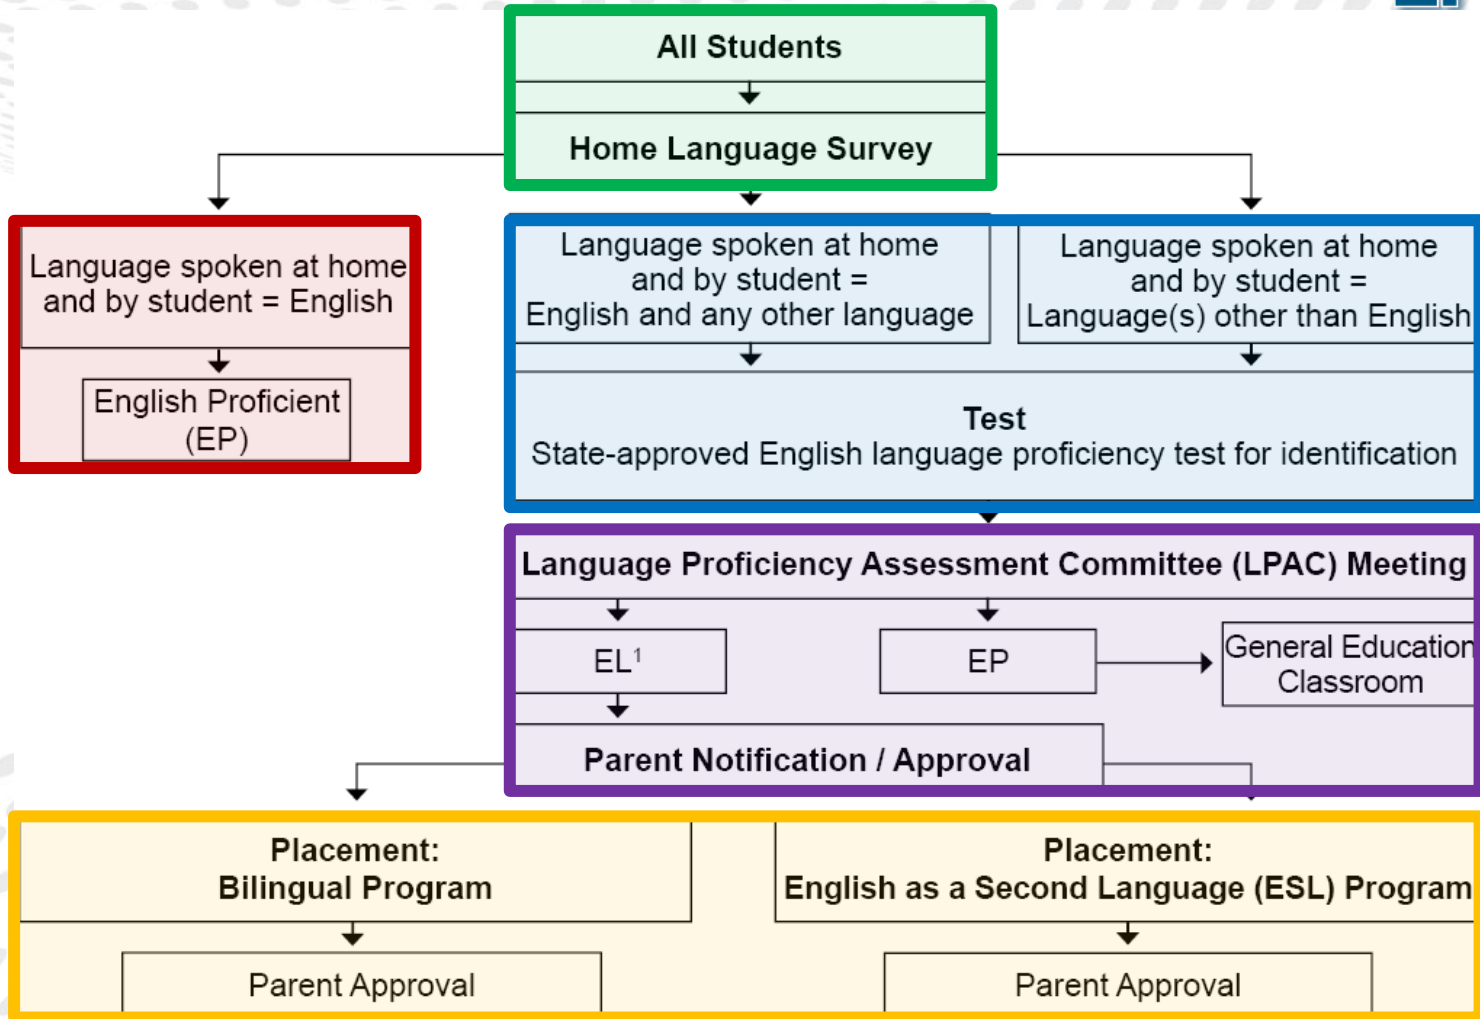 All Students
Home Language Survey
Language spoken at home
and by student = English
English Proficient
(EP)
Language spoken at home
and by student =
English and any other language
Language spoken at home
and by student =
Language(s) other than English
Test
State-approved English language proficiency test for identification
Language Proficiency Assessment Committee (LPAC) Meeting
EL¹
EP
General Education
Classroom
Parent Notification / Approval
Placement:
Bilingual Program
Parent Approval
Placement:
English as a Second Language (ESL) Program
Parent Approval